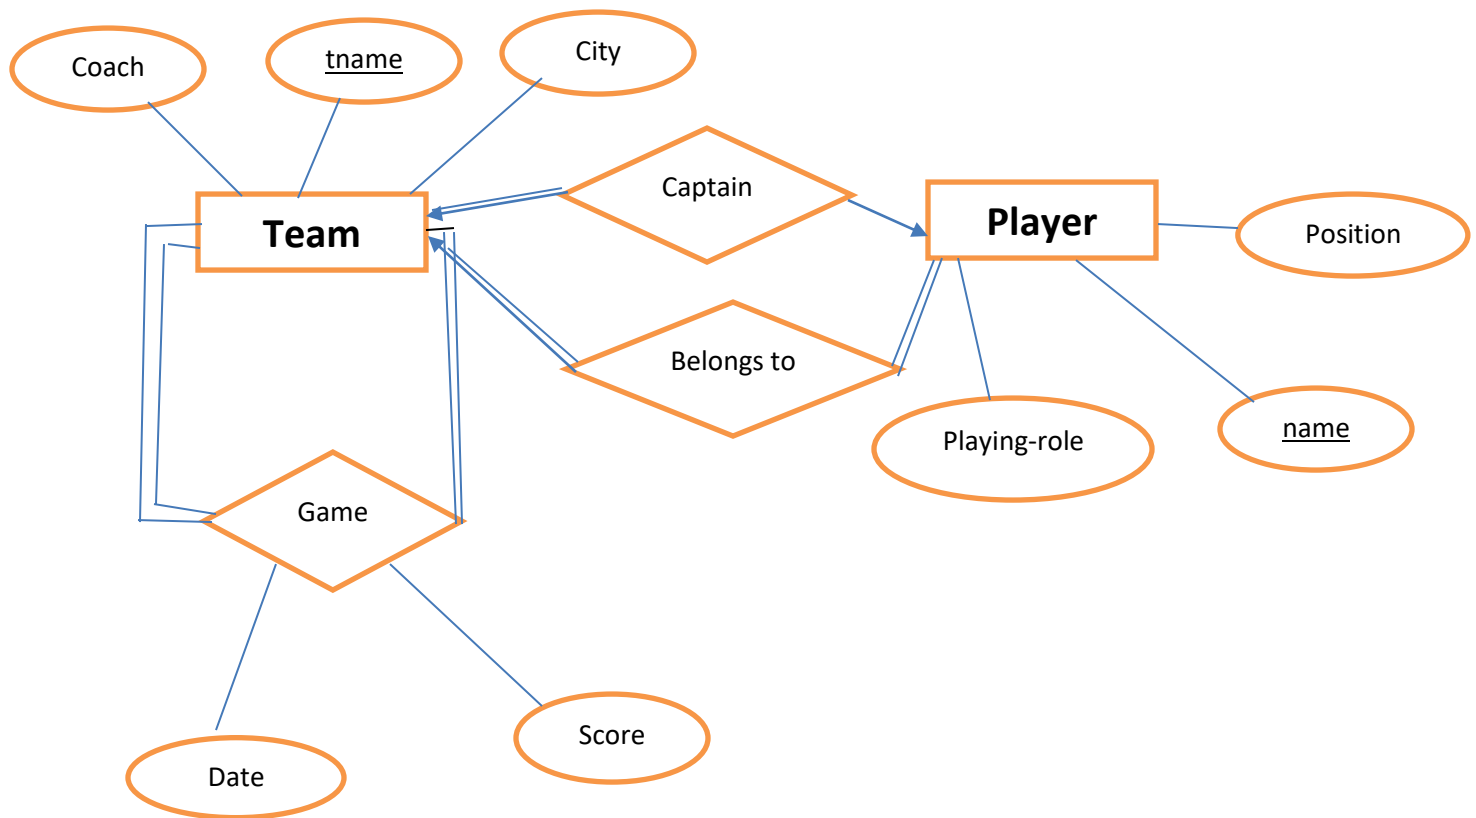 Coach
tname
City
Captain
Team
Player
Position
Belongs to
Playing-role
name
Game
Score
Date